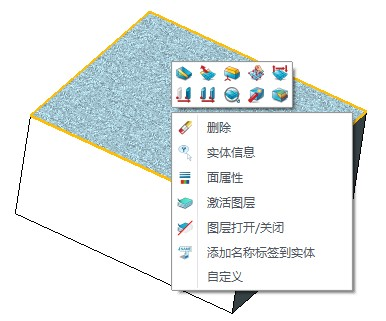 删除
实体信息
面属性
激活图层
图层打开/关闭
添加名称标签到实体
自定义